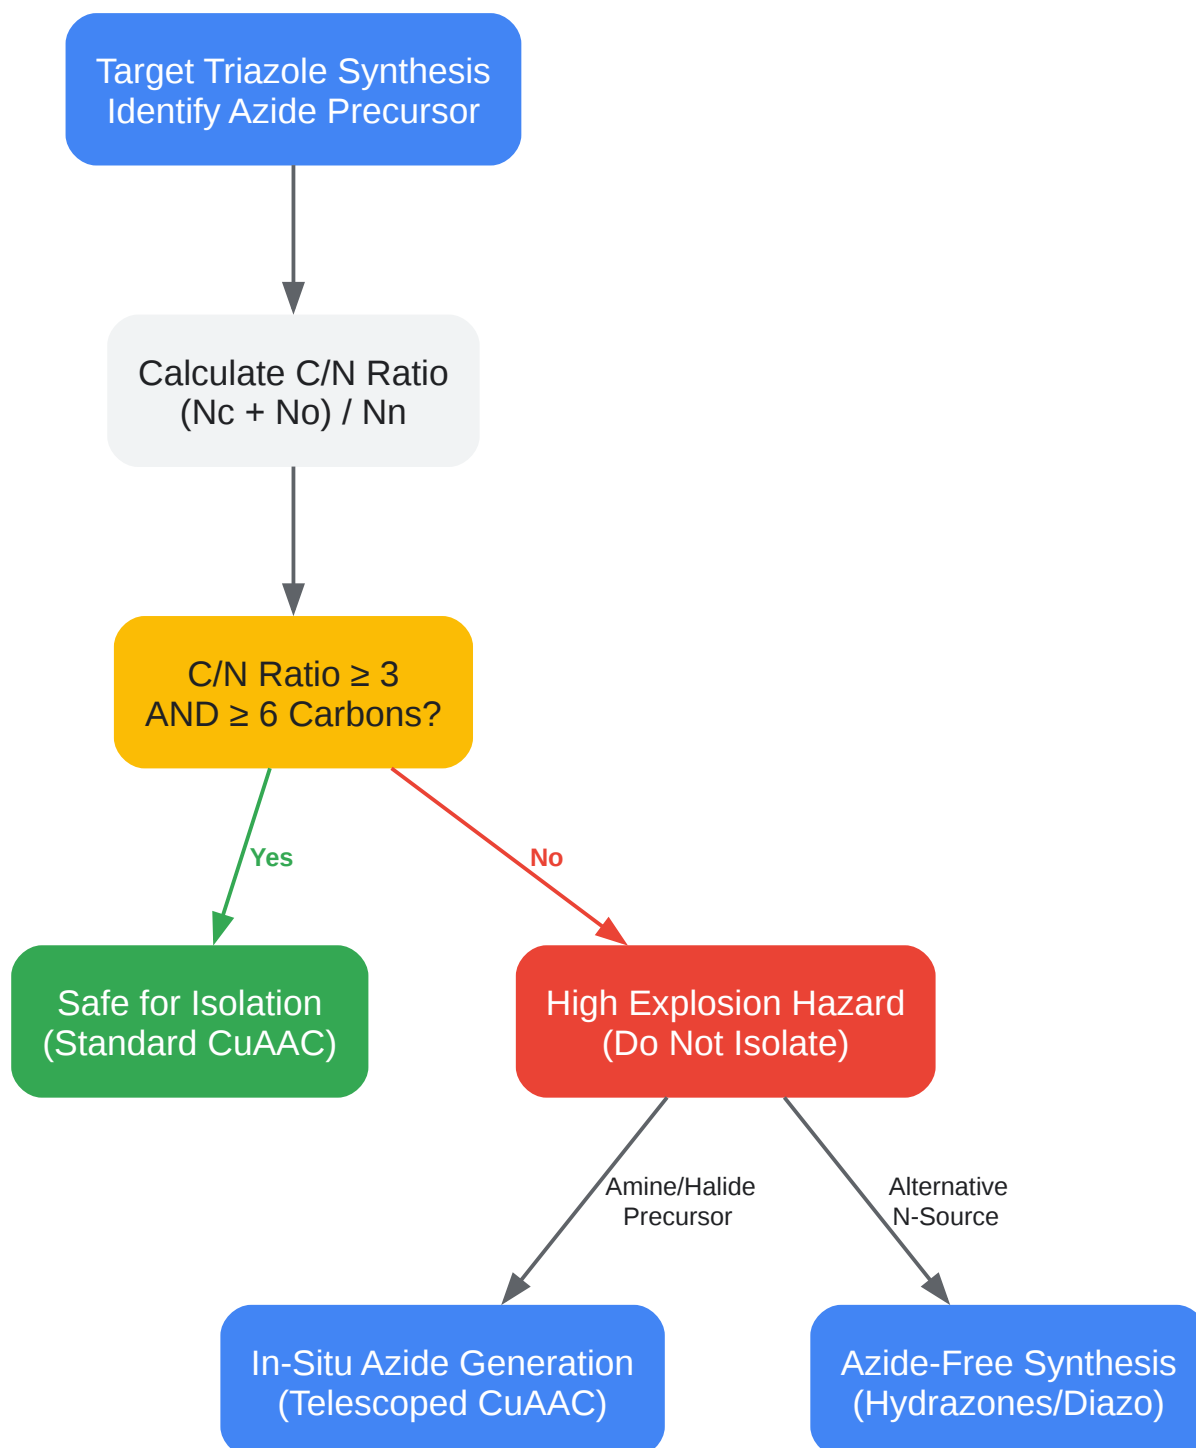 Target Triazole Synthesis
Identify Azide Precursor
Calculate C/N Ratio
(Nc + No) / Nn
C/N Ratio ≥ 3
AND ≥ 6 Carbons?
Yes
No
Safe for Isolation
(Standard CuAAC)
High Explosion Hazard
(Do Not Isolate)
Amine/Halide
Precursor
Alternative
N-Source
In-Situ Azide Generation
(Telescoped CuAAC)
Azide-Free Synthesis
(Hydrazones/Diazo)